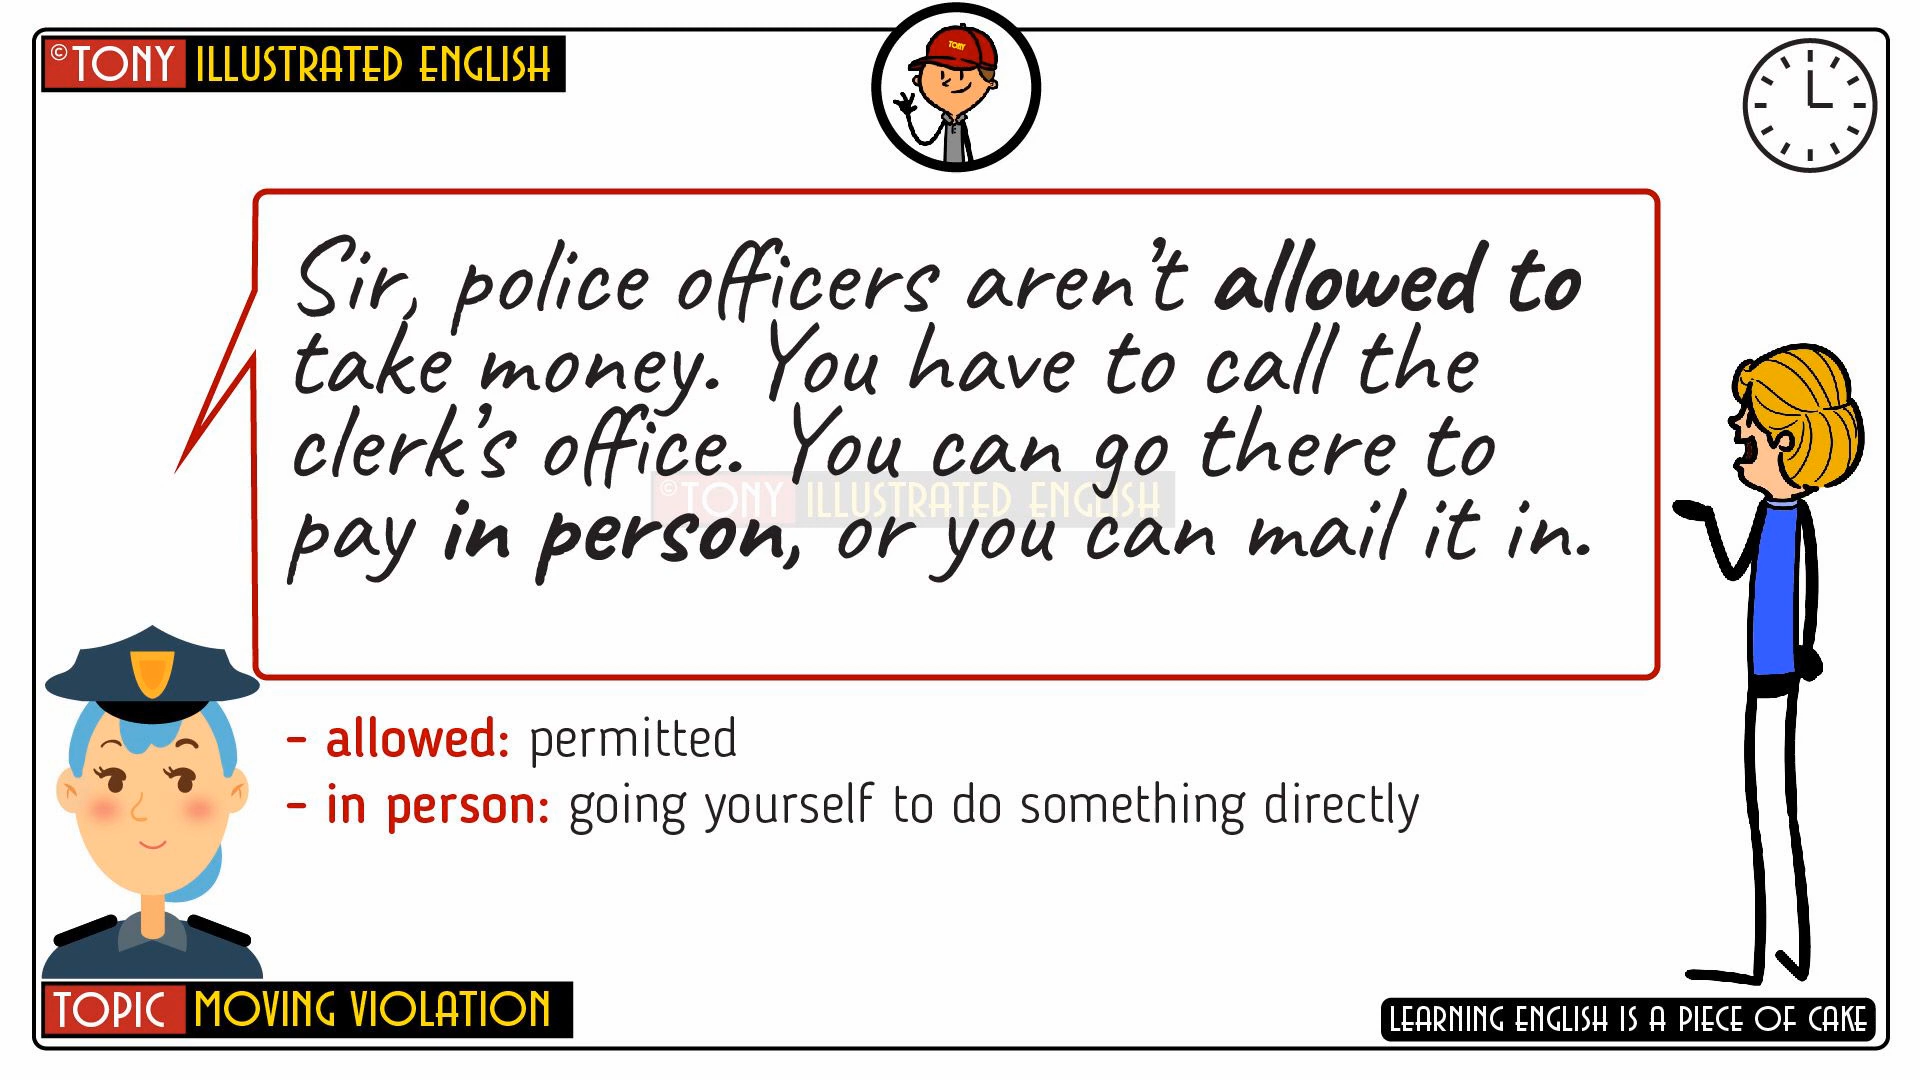 ©TONY ILLUSTRATED ENGLISH
TONY
Sir, police officers aren't allowed to
take money. You have to call the
clerk's office. You can go there to
©TONY ILLUSTRATED ENGLISH
pay in person, or you can mail it in.
- allowed: permitted
- in person: going yourself to do something directly
TOPIC MOVING VIOLATION
LEARNING ENGLISH IS A PIECE OF CAKE